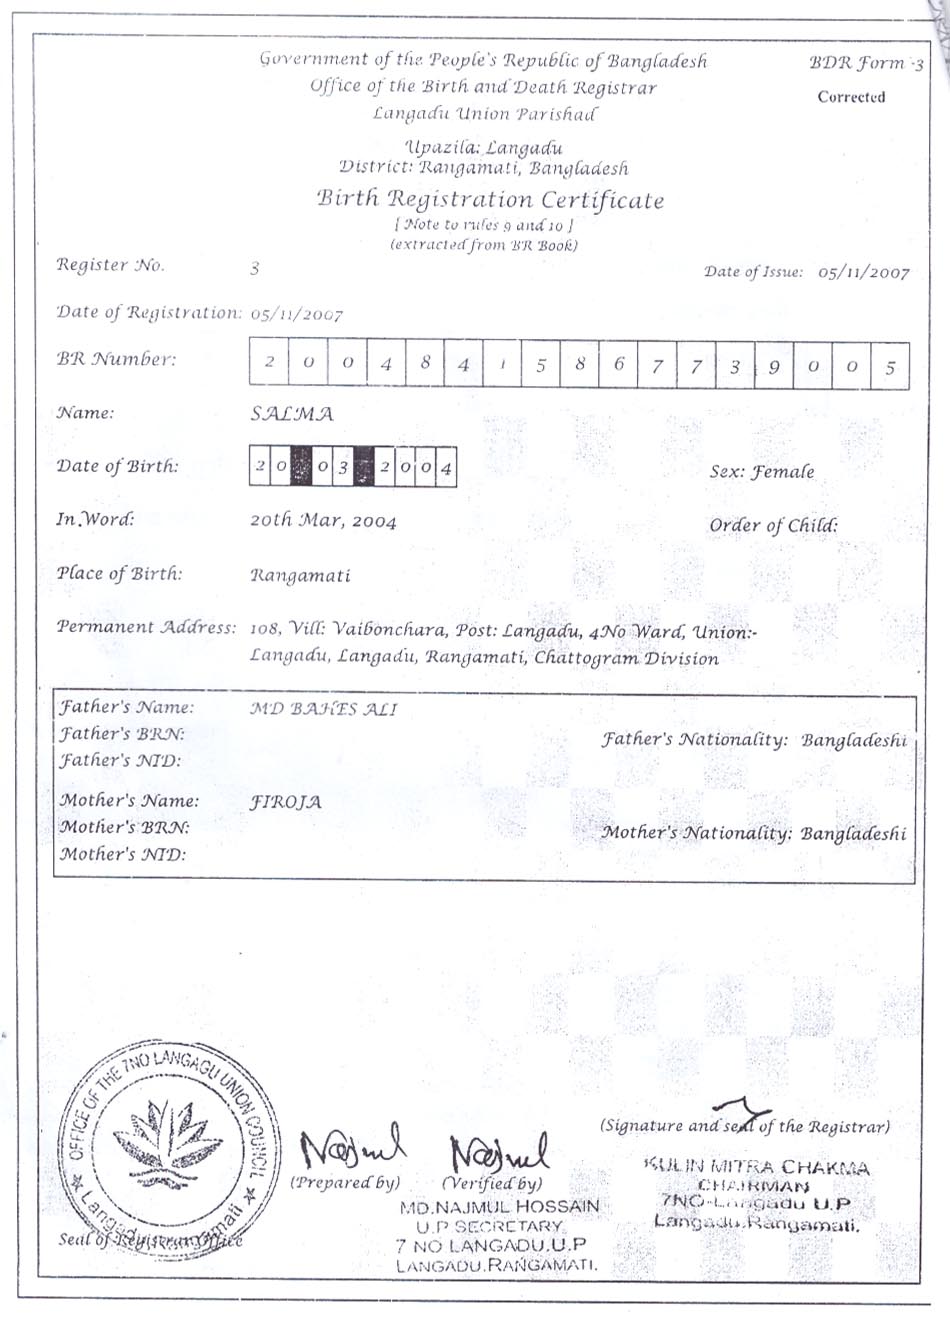 Government of the People's Republic of Bangladesh
BDR Form -3
Office of the Birth and Death Registrar
Corrected
Langadu Union Parishad
Upazila: Langadu
District: Rangamati, Bangladesh
Birth Registration Certificate
[ Note to rules 9 and 10 ]
(extracted from BR Book)
Register No. 3
Date of Issue: 05/11/2007
Date of Registration: 05/11/2007
BR Number: 2 0 0 4 8 4 1 5 8 6 7 7 3 9 0 0 5
Name: SALMA
Date of Birth: 2 0 0 3 2 0 0 4
Sex: Female
In Word: 20th Mar, 2004
Order of Child:
Place of Birth: Rangamati
Permanent Address: 108, Vill: Vaibonchara, Post: Langadu, 4No Ward, Union:-
Langadu, Langadu, Rangamati, Chattogram Division
Father's Name: MD BAHES ALI
Father's BRN:
Father's Nationality: Bangladeshi
Father's NID:
Mother's Name: FIROJA
Mother's BRN:
Mother's Nationality: Bangladeshi
Mother's NID:
OFFICE OF THE 7NO LANGAGU UNION COUNCIL
Langadu, Rangamati
Seal of Registrar Office
Najmul
(Prepared by)
Najmul
(Verified by)
MD.NAJMUL HOSSAIN
U.P SECRETARY
7 NO LANGADU.U.P
LANGADU.RANGAMATI.
(Signature and seal of the Registrar)
KULIN MITRA CHAKMA
CHAIRMAN
7NO-Langadu U.P
Langadu.Rangamati.